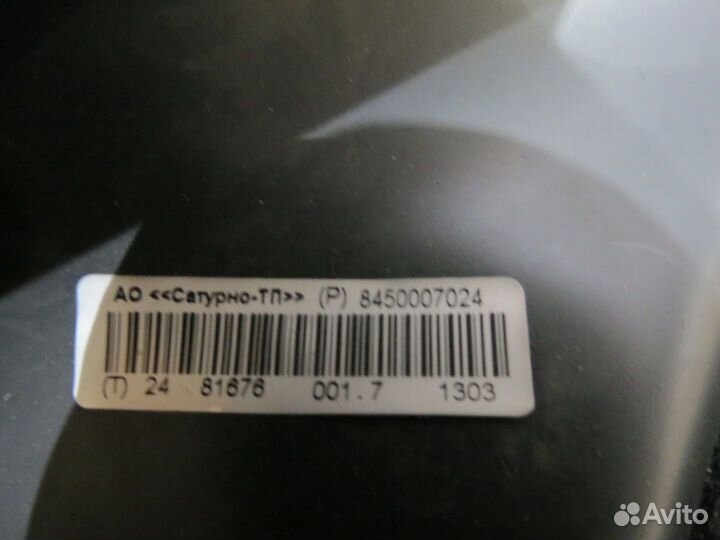 АО <<Сатурно-ТП>> (P) 8450007024
(T) 24 81676 001.7 1303
Avito